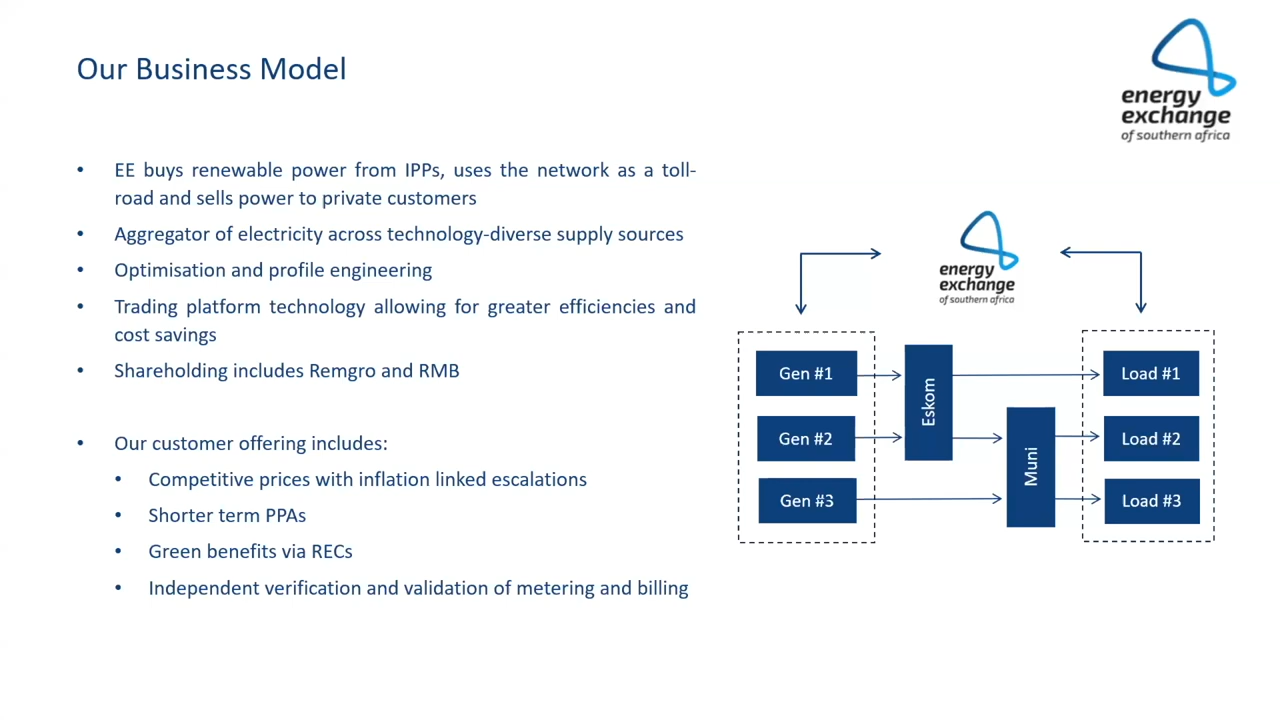 Our Business Model
energy
exchange
of southern africa
• EE buys renewable power from IPPs, uses the network as a toll-
road and sells power to private customers
• Aggregator of electricity across technology-diverse supply sources
• Optimisation and profile engineering
• Trading platform technology allowing for greater efficiencies and
cost savings
• Shareholding includes Remgro and RMB
• Our customer offering includes:
• Competitive prices with inflation linked escalations
• Shorter term PPAs
• Green benefits via RECs
• Independent verification and validation of metering and billing
energy
exchange
of southern africa
Gen #1
Gen #2
Gen #3
Eskom
Muni
Load #1
Load #2
Load #3